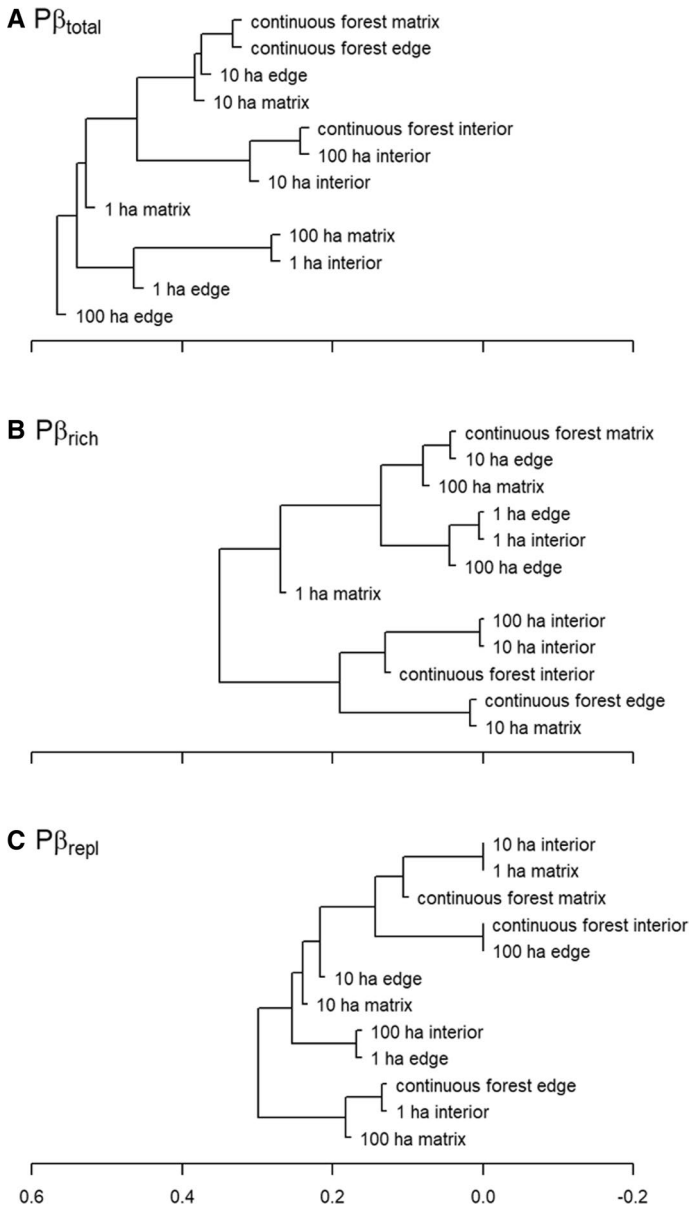 A Pβtotal
continuous forest matrix
continuous forest edge
10 ha edge
10 ha matrix
continuous forest interior
100 ha interior
10 ha interior
1 ha matrix
100 ha matrix
1 ha interior
1 ha edge
100 ha edge
B Pβrich
continuous forest matrix
10 ha edge
100 ha matrix
1 ha edge
1 ha interior
100 ha edge
1 ha matrix
100 ha interior
10 ha interior
continuous forest interior
continuous forest edge
10 ha matrix
C Pβrepl
10 ha interior
1 ha matrix
continuous forest matrix
continuous forest interior
100 ha edge
10 ha edge
10 ha matrix
100 ha interior
1 ha edge
continuous forest edge
1 ha interior
100 ha matrix
0.6 0.4 0.2 0.0 -0.2